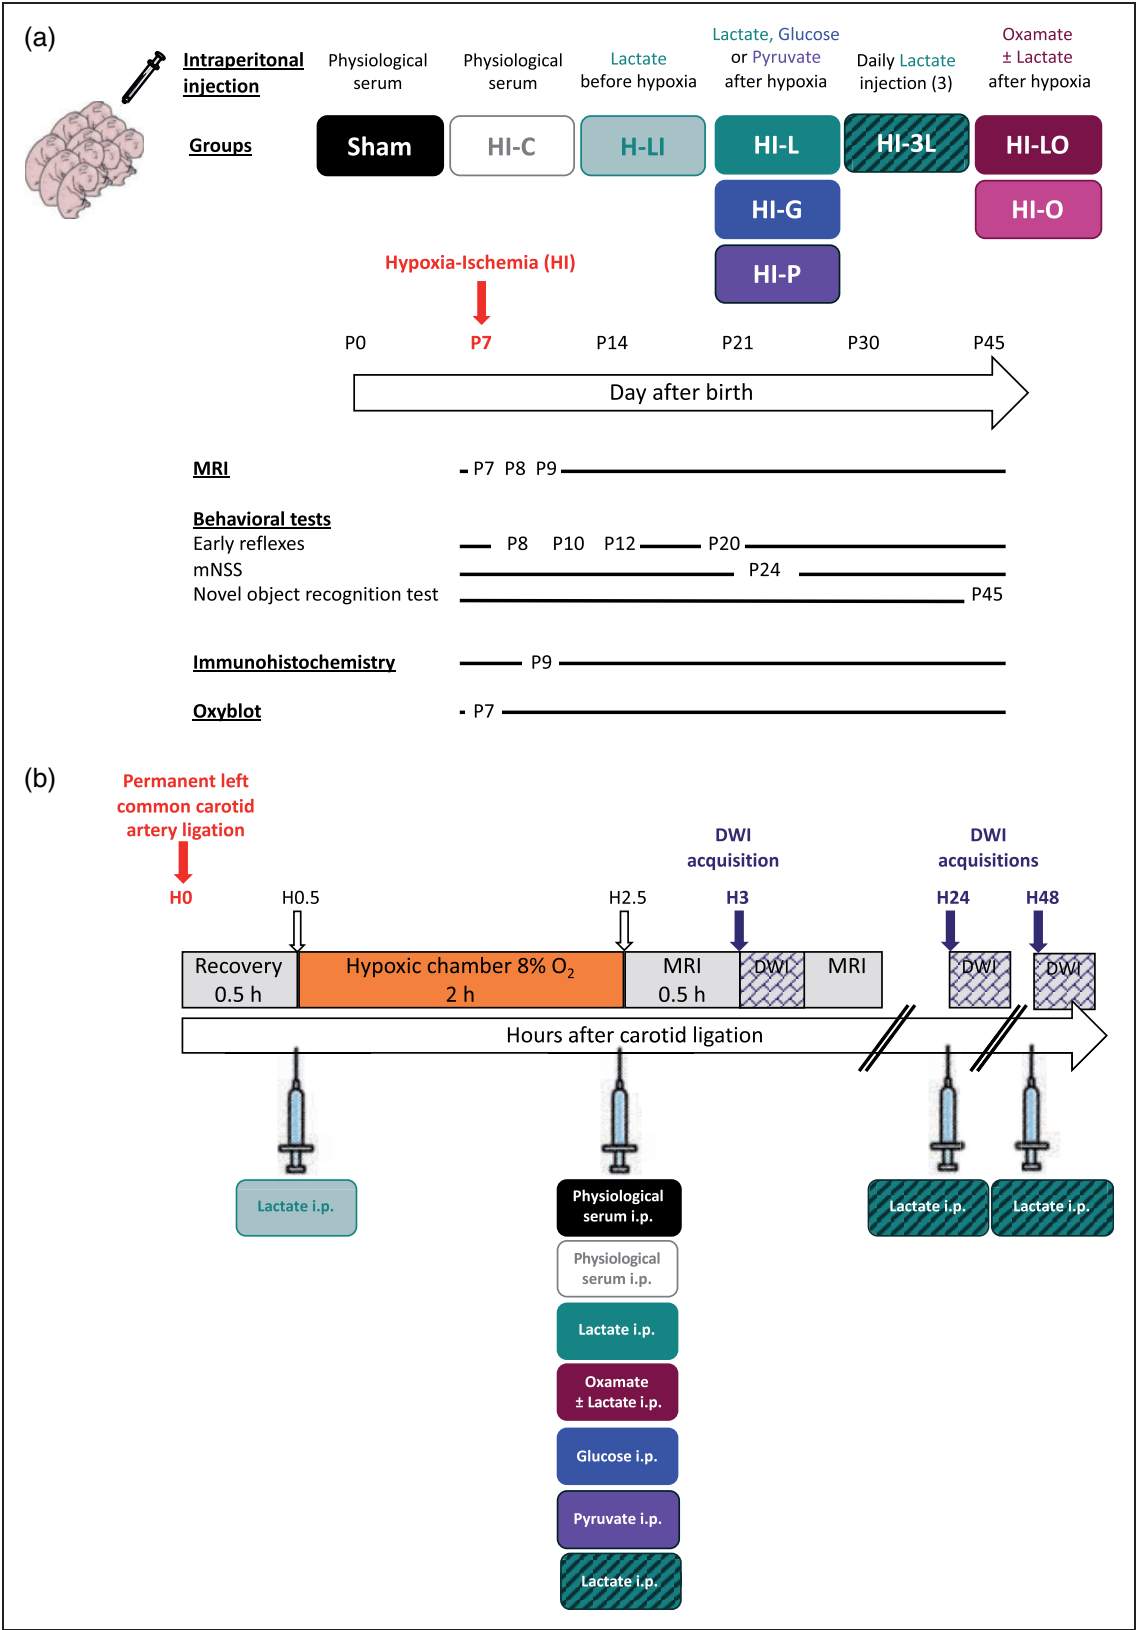 (a)
Intraperitonal
injection
Physiological
serum
Physiological
serum
Lactate
before hypoxia
Lactate, Glucose
or Pyruvate
after hypoxia
Daily Lactate
injection (3)
Oxamate
± Lactate
after hypoxia
Groups
Sham
HI-C
H-LI
HI-L
HI-3L
HI-LO
HI-G
HI-O
HI-P
Hypoxia-Ischemia (HI)
P0
P7
P14
P21
P30
P45
Day after birth
MRI
P7 P8 P9
Behavioral tests
Early reflexes
P8 P10 P12 P20
mNSS
P24
Novel object recognition test
P45
Immunohistochemistry
P9
Oxyblot
P7
(b)
Permanent left
common carotid
artery ligation
DWI
acquisition
DWI
acquisitions
H0
H0.5
H2.5
H3
H24
H48
Recovery
0.5 h
Hypoxic chamber 8% O2
2 h
MRI
0.5 h
DWI
MRI
DWI
DWI
Hours after carotid ligation
Lactate i.p.
Physiological
serum i.p.
Lactate i.p.
Lactate i.p.
Physiological
serum i.p.
Lactate i.p.
Oxamate
± Lactate i.p.
Glucose i.p.
Pyruvate i.p.
Lactate i.p.